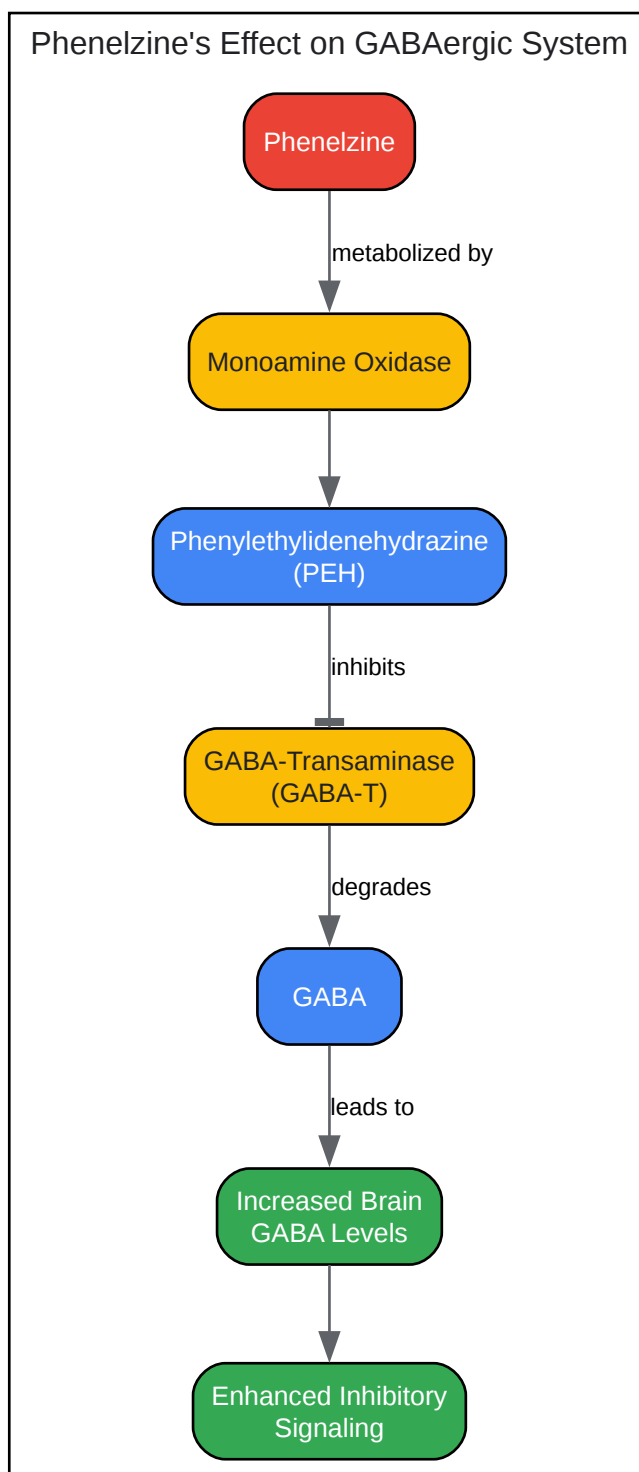 Phenelzine's Effect on GABAergic System
Phenelzine
metabolized by
Monoamine Oxidase
Phenylethylidenehydrazine
(PEH)
inhibits
GABA-Transaminase
(GABA-T)
degrades
GABA
leads to
Increased Brain
GABA Levels
Enhanced Inhibitory
Signaling